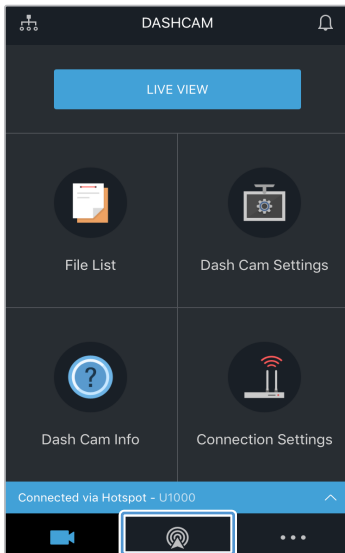 DASHCAM
LIVE VIEW
File List
Dash Cam Settings
?
Dash Cam Info
Connection Settings
Connected via Hotspot - U1000